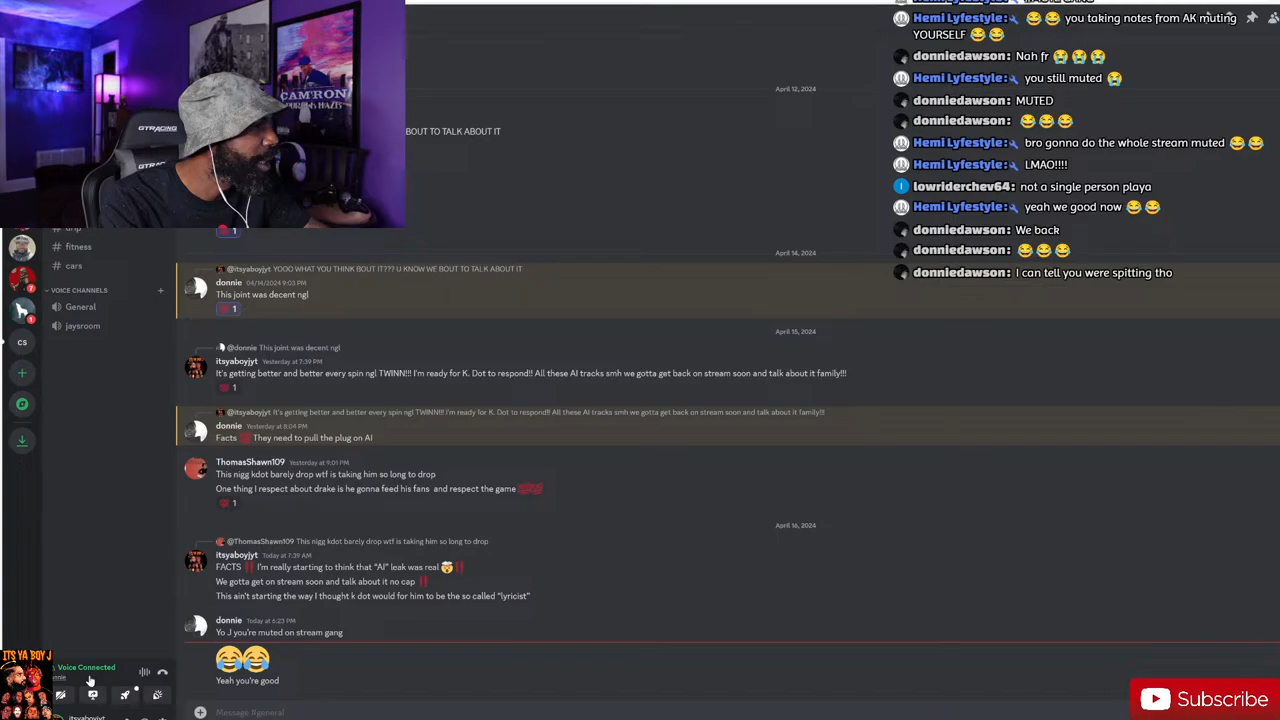 Hemi Lyfestyle: 😂 😂 you taking notes from AK muting
YOURSELF 😂 😂
donniedawson: Nah fr 😭 😭 😭
Hemi Lyfestyle: you still muted 😭
donniedawson: MUTED
donniedawson: 😂 😂 😂
Hemi Lyfestyle: bro gonna do the whole stream muted 😂 😂
Hemi Lyfestyle: LMAO!!!!
lowriderchev64: not a single person playa
Hemi Lyfestyle: yeah we good now 😂 😂
donniedawson: We back
donniedawson: 😂 😂 😂
donniedawson: I can tell you were spitting tho
GTRACING
GTRA
CAM'RON
PURPLE HAZE
April 12, 2024
BOUT TO TALK ABOUT IT
1
drip
# fitness
# cars
VOICE CHANNELS +
General
jaysroom
7
1
CS
April 14, 2024
@itsyaboyjyt YOOO WHAT YOU THINK BOUT IT??? U KNOW WE BOUT TO TALK ABOUT IT
donnie 04/14/2024 9:03 PM
This joint was decent ngl
1
April 15, 2024
@donnie This joint was decent ngl
itsyaboyjyt Yesterday at 7:39 PM
It's getting better and better every spin ngl TWINN!!! I'm ready for K. Dot to respond!! All these AI tracks smh we gotta get back on stream soon and talk about it family!!!
1
@itsyaboyjyt It's getting better and better every spin ngl TWINN!!! I'm ready for K. Dot to respond!! All these AI tracks smh we gotta get back on stream soon and talk about it family!!!
donnie Yesterday at 8:04 PM
Facts 💯 They need to pull the plug on AI
ThomasShawn109 Yesterday at 9:01 PM
This nigg kdot barely drop wtf is taking him so long to drop
One thing I respect about drake is he gonna feed his fans and respect the game 💯💯
1
April 16, 2024
@ThomasShawn109 This nigg kdot barely drop wtf is taking him so long to drop
itsyaboyjyt Today at 7:39 AM
FACTS ‼️ I'm really starting to think that “AI” leak was real 🤯‼️
We gotta get on stream soon and talk about it no cap ‼️
This ain't starting the way I thought k dot would for him to be the so called “lyricist”
donnie Today at 6:23 PM
Yo J you're muted on stream gang
😂😂
Yeah you're good
ITS YA BOY J
Voice Connected
itsyaboyjyt
Message #general
Subscribe